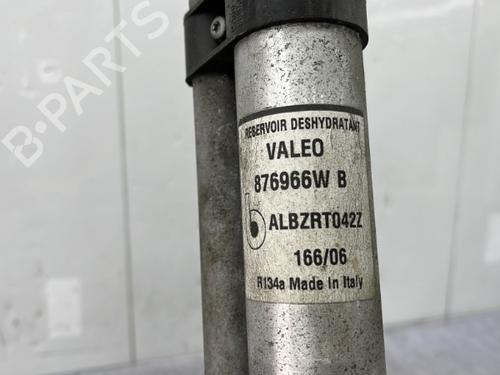 B-PARTS
RESERVOIR DESHYDRATANT
VALEO
876966W B
ALBZRT042Z
166/06
R134a Made in Italy